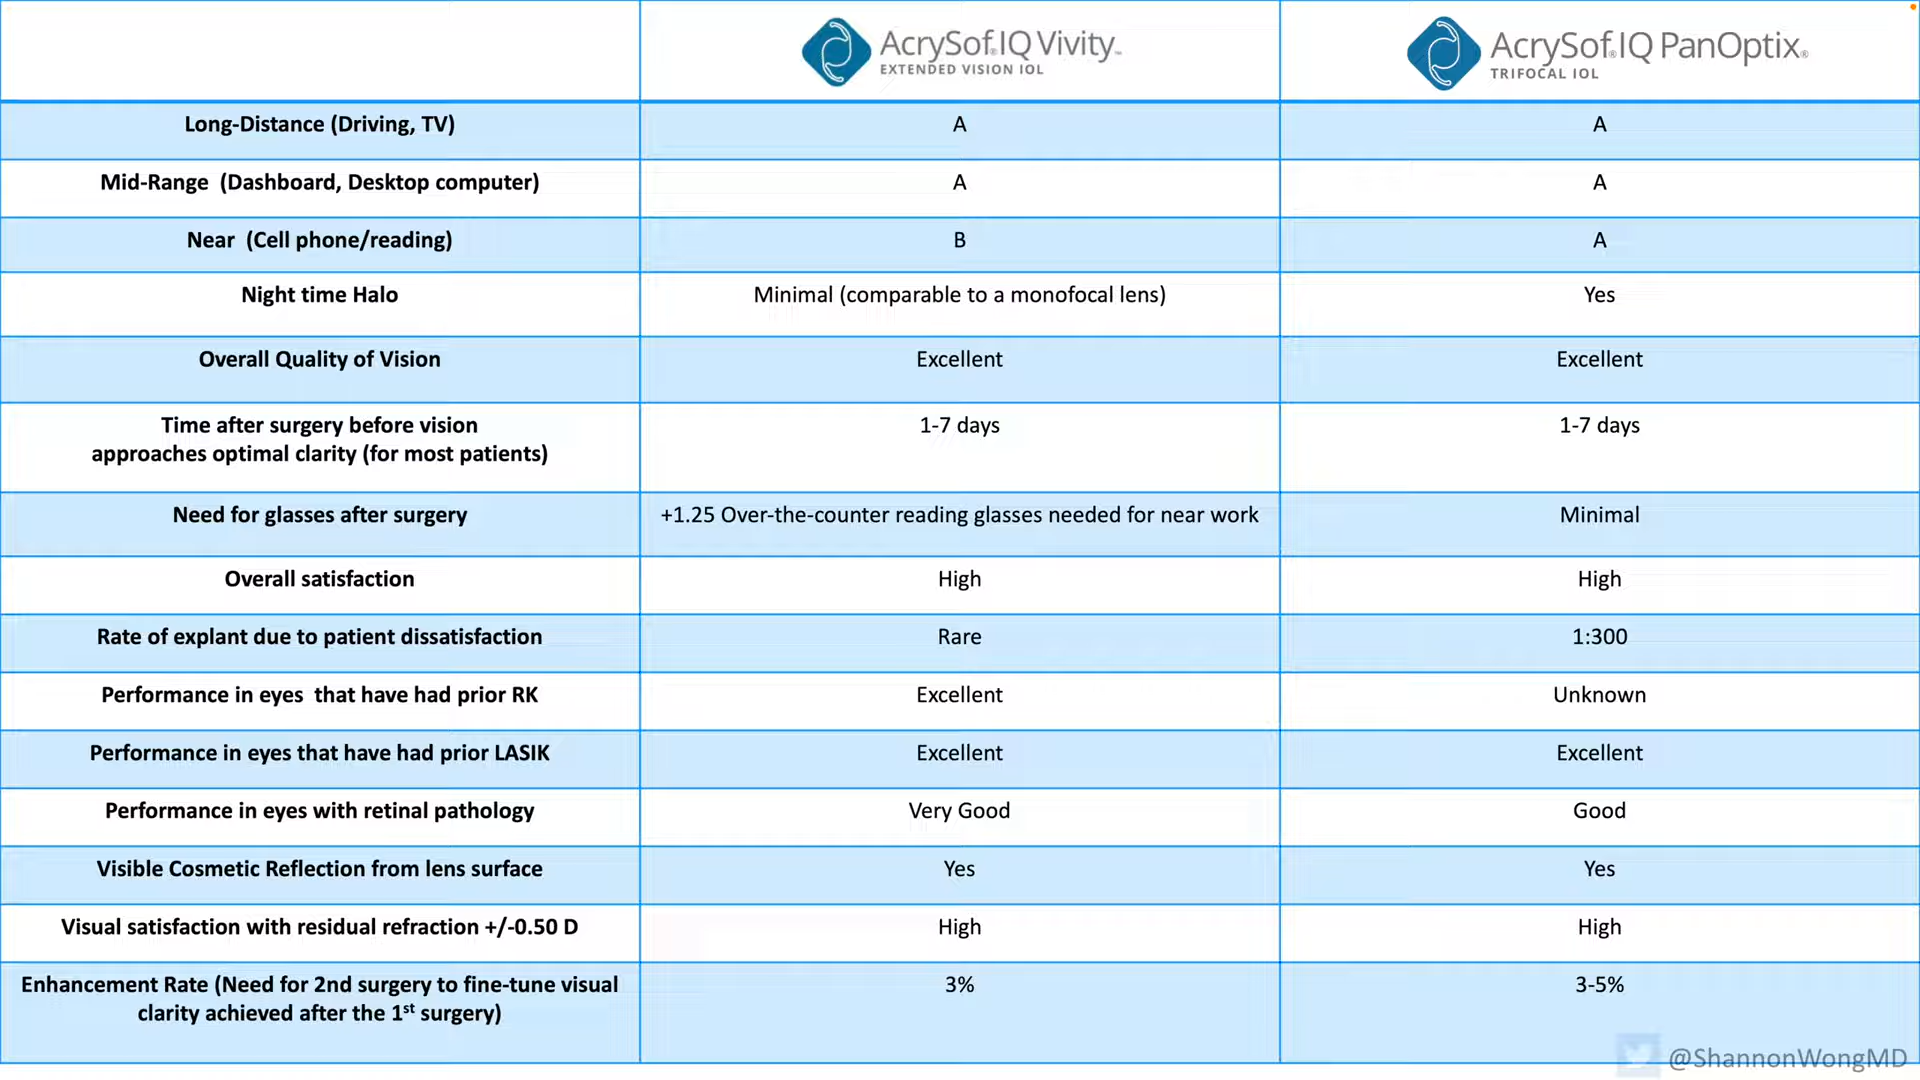 AcrySof® IQ Vivity™
EXTENDED VISION IOL
AcrySof® IQ PanOptix®
TRIFOCAL IOL
Long-Distance (Driving, TV) A A
Mid-Range (Dashboard, Desktop computer) A A
Near (Cell phone/reading) B A
Night time Halo Minimal (comparable to a monofocal lens) Yes
Overall Quality of Vision Excellent Excellent
Time after surgery before vision
approaches optimal clarity (for most patients) 1-7 days 1-7 days
Need for glasses after surgery +1.25 Over-the-counter reading glasses needed for near work Minimal
Overall satisfaction High High
Rate of explant due to patient dissatisfaction Rare 1:300
Performance in eyes that have had prior RK Excellent Unknown
Performance in eyes that have had prior LASIK Excellent Excellent
Performance in eyes with retinal pathology Very Good Good
Visible Cosmetic Reflection from lens surface Yes Yes
Visual satisfaction with residual refraction +/-0.50 D High High
Enhancement Rate (Need for 2nd surgery to fine-tune visual
clarity achieved after the 1st surgery) 3% 3-5%
@ShannonWongMD